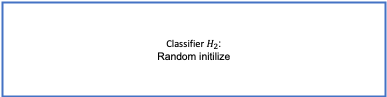 Classifier H₂:
Random initilize